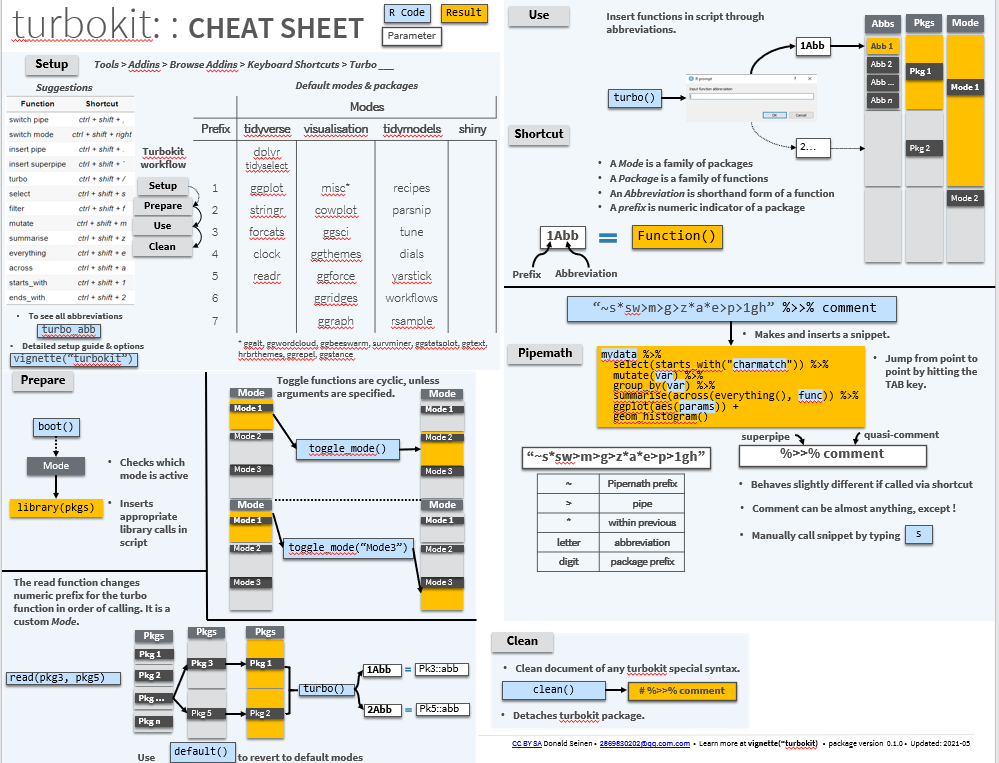 turbokit: : CHEAT SHEET
R Code
Result
Parameter
Setup
Tools > Addins > Browse Addins > Keyboard Shortcuts > Turbo ___
Suggestions
Function Shortcut
switch pipe ctrl + shift + ,
switch mode ctrl + shift + right
insert pipe ctrl + shift + .
insert superpipe ctrl + shift + `
turbo ctrl + shift + /
select ctrl + shift + s
filter ctrl + shift + f
mutate ctrl + shift + m
summarise ctrl + shift + z
everything ctrl + shift + e
across ctrl + shift + a
starts_with ctrl + shift + 1
ends_with ctrl + shift + 2
To see all abbreviations
turbo_abb
Detailed setup guide & options
vignette(“turbokit”)
Turbokit
workflow
Setup
Prepare
Use
Clean
Default modes & packages
Modes
Prefix tidyverse visualisation tidymodels shiny
dplyr
tidyselect
1 ggplot misc* recipes
2 stringr cowplot parsnip
3 forcats ggsci tune
4 clock ggthemes dials
5 readr ggforce yarstick
6 ggridges workflows
7 ggraph rsample
* ggalt, ggwordcloud, ggbeeswarm, survminer, ggstatsplot, ggtext,
hrbrthemes, ggrepel, ggstance
Prepare
boot()
Mode
library(pkgs)
• Checks which
mode is active
• Inserts
appropriate
library calls in
script
Toggle functions are cyclic, unless
arguments are specified.
Mode
Mode 1
Mode 2
Mode 3
toggle_mode()
Mode
Mode 1
Mode 2
Mode 3
Mode
Mode 1
Mode 2
Mode 3
toggle_mode(“Mode3”)
Mode
Mode 1
Mode 2
Mode 3
The read function changes
numeric prefix for the turbo
function in order of calling. It is a
custom Mode.
read(pkg3, pkg5)
Pkgs
Pkg 1
Pkg 2
Pkg ...
Pkg n
Pkgs
Pkg 3
Pkg 5
Pkgs
Pkg 1
Pkg 2
turbo()
1Abb = Pk3::abb
2Abb = Pk5::abb
Use default() to revert to default modes
Use
Insert functions in script through
abbreviations.
turbo()
R prompt
Input function abbreviation:
OK Cancel
1Abb
2...
Abbs
Abb 1
Abb 2
Abb ...
Abb n
Pkgs
Pkg 1
Pkg 2
Mode
Mode 1
Mode 2
Shortcut
• A Mode is a family of packages
• A Package is a family of functions
• An Abbreviation is shorthand form of a function
• A prefix is numeric indicator of a package
1Abb = Function()
Prefix Abbreviation
“~s*sw>m>g>z*a*e>p>1gh” %>>% comment
• Makes and inserts a snippet.
Pipemath
mydata %>%
select(starts_with("charmatch")) %>%
mutate(var) %>%
group_by(var) %>%
summarise(across(everything(), func)) %>%
ggplot(aes(params)) +
geom_histogram()
• Jump from point to
point by hitting the
TAB key.
“~s*sw>m>g>z*a*e>p>1gh”
~ Pipemath prefix
> pipe
* within previous
letter abbreviation
digit package prefix
superpipe quasi-comment
%>>% comment
• Behaves slightly different if called via shortcut
• Comment can be almost anything, except !
• Manually call snippet by typing s
Clean
• Clean document of any turbokit special syntax.
clean()
# %>>% comment
• Detaches turbokit package.
CC BY SA Donald Seinen • 2869830202@qq.com.com • Learn more at vignette(“turbokit) • package version 0.1.0 • Updated: 2021-05